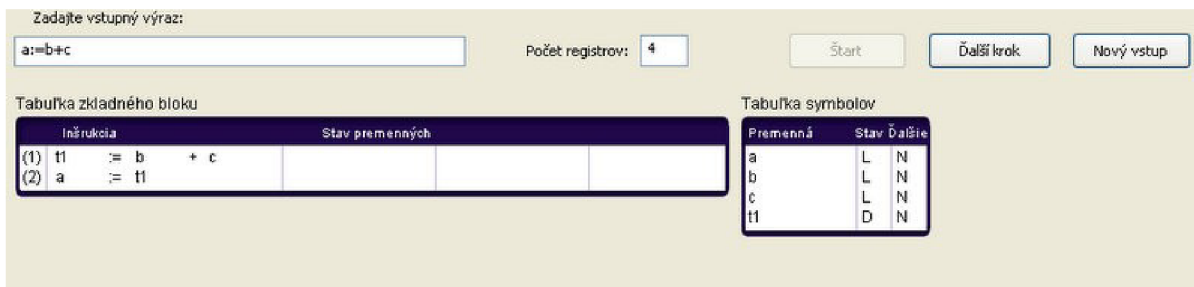 Zadajte vstupný výraz:
a:=b+c Počet registrov: 4 Štart Ďalší krok Nový vstup
Tabuľka zkladného bloku Tabuľka symbolov
Inšrukcia Stav premenných Premenná Stav Ďalšie
(1) t1 := b + c a L N
(2) a := t1 b L N
c L N
t1 D N